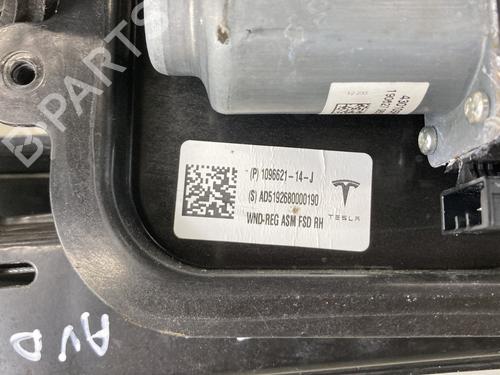 (P) 1096621-14-J
(S) AD5192680000190
WND-REG ASM FSD RH
TESLA
AVD
B-PARTS